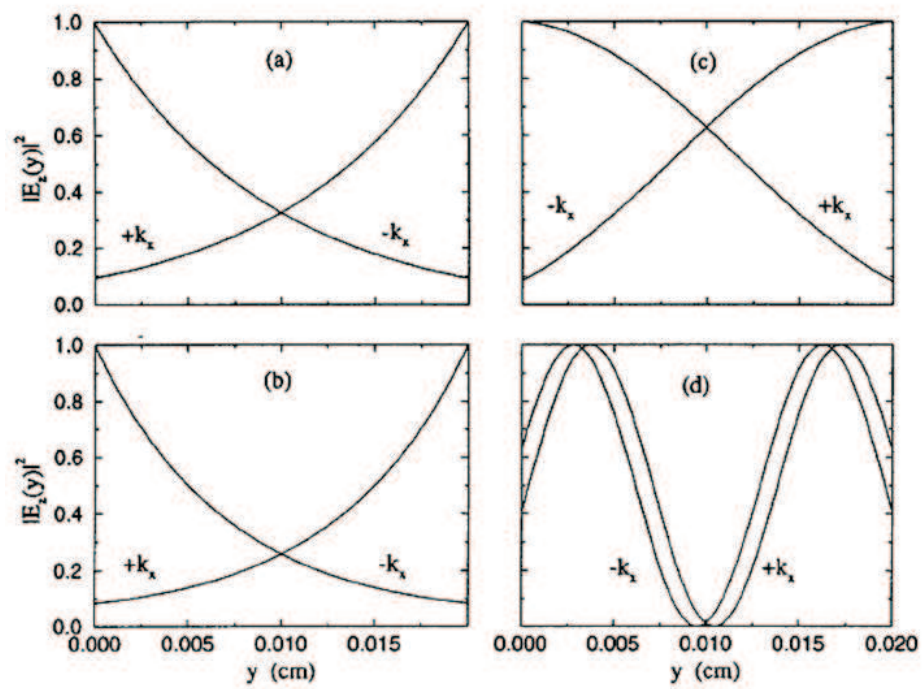 1.0
0.8
0.6
0.4
0.2
0.0
|E_z(y)|^2
(a)
+k_x
-k_x
(c)
-k_x
+k_x
1.0
0.8
0.6
0.4
0.2
0.0
|E_z(y)|^2
(b)
+k_x
-k_x
0.000 0.005 0.010 0.015
y (cm)
(d)
-k_x
+k_x
0.000 0.005 0.010 0.015 0.020
y (cm)